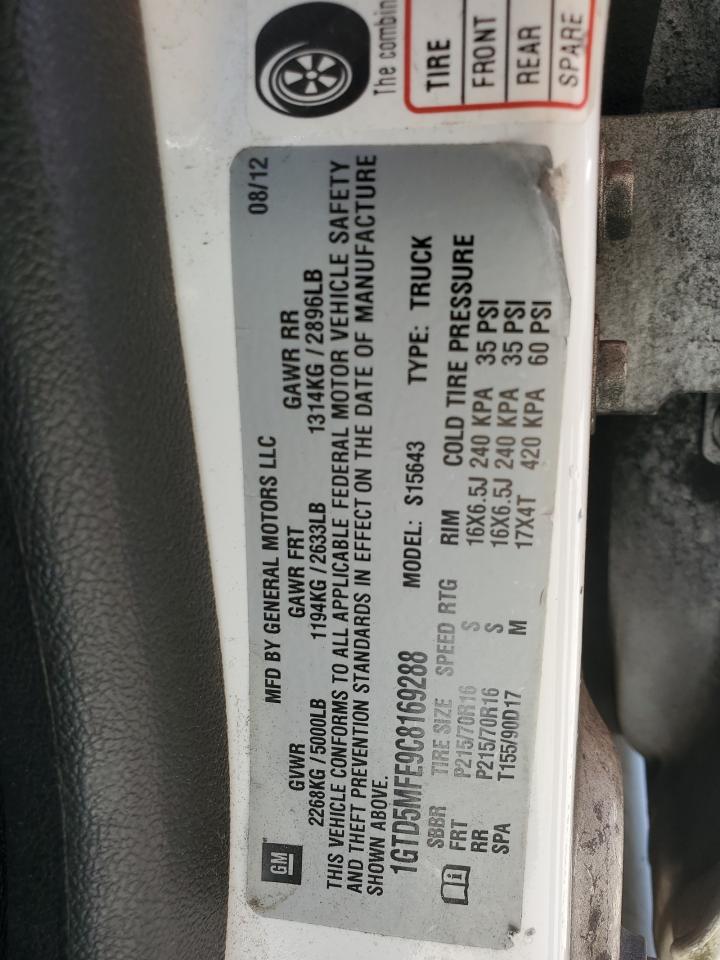 GM
MFD BY GENERAL MOTORS LLC 08/12
GVWR GAWR FRT GAWR RR
2268KG / 5000LB 1194KG / 2633LB 1314KG / 2896LB
THIS VEHICLE CONFORMS TO ALL APPLICABLE FEDERAL MOTOR VEHICLE SAFETY
AND THEFT PREVENTION STANDARDS IN EFFECT ON THE DATE OF MANUFACTURE
SHOWN ABOVE.
1GTD5MFE9C8169288 MODEL: S15643 TYPE: TRUCK
SBBR TIRE SIZE SPEED RTG RIM COLD TIRE PRESSURE
FRT P215/70R16 S 16X6.5J 240 KPA 35 PSI
RR P215/70R16 S 16X6.5J 240 KPA 35 PSI
SPA T155/90D17 M 17X4T 420 KPA 60 PSI
The combin
TIRE
FRONT
REAR
SPARE